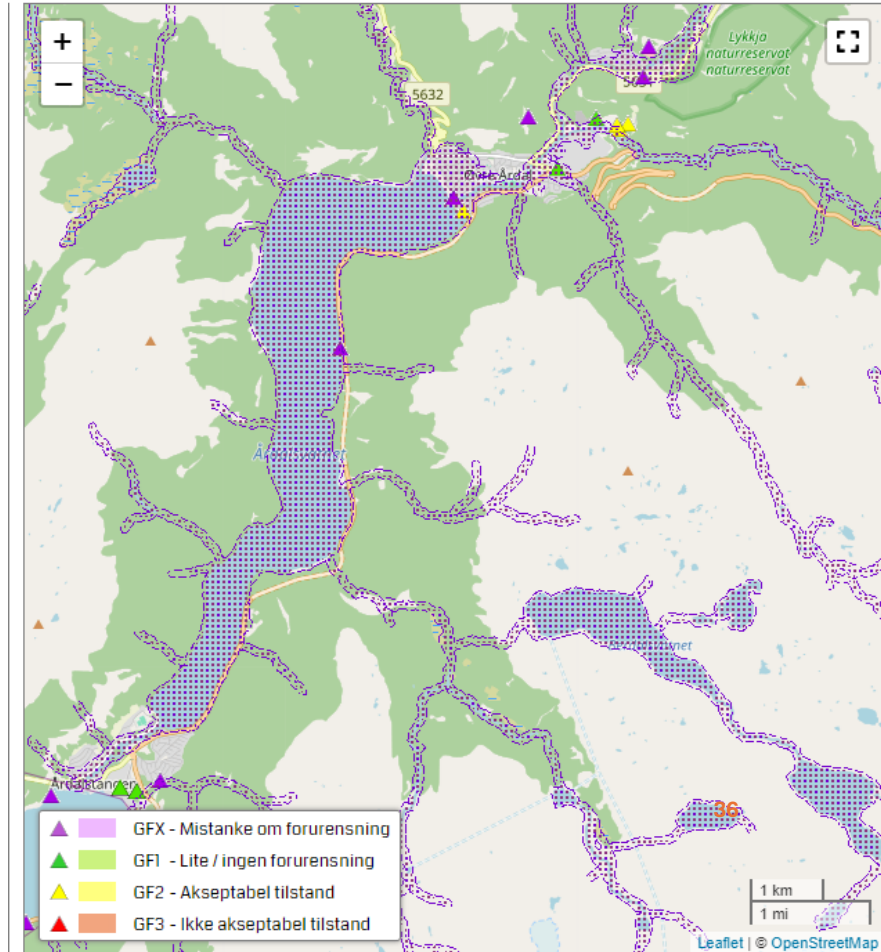 +
−
Lykkja
naturreservat
naturreservat
5632
Øvre Årdal
Årdalsvatnet
36
Årdalstangen
GFX - Mistanke om forurensning
GF1 - Lite / ingen forurensning
GF2 - Akseptabel tilstand
GF3 - Ikke akseptabel tilstand
1 km
1 mi
Leaflet | © OpenStreetMap